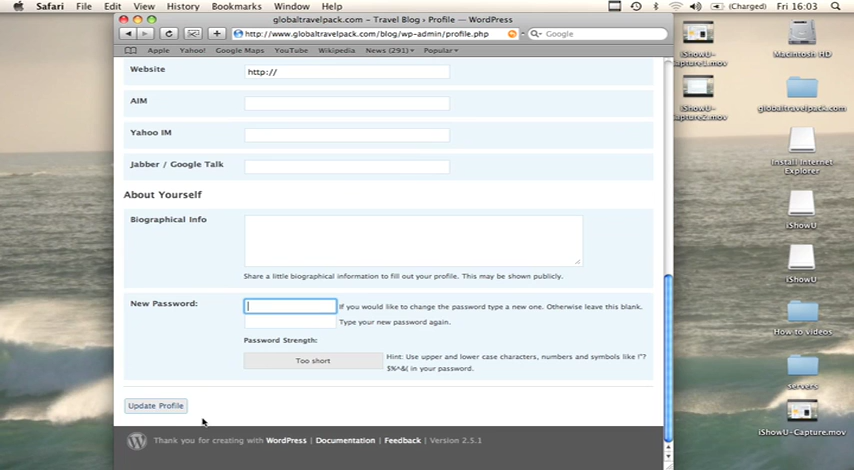 Safari File Edit View History Bookmarks Window Help (Charged) Fri 16:03
globaltravelpack.com – Travel Blog › Profile — WordPress
http://www.globaltravelpack.com/blog/wp-admin/profile.php Google
Apple Yahoo! Google Maps YouTube Wikipedia News (291) Popular
iShowU-
Capture1.mov
Macintosh HD
Website http://
AIM
iShowU-
Capture2.mov
globaltravelpack.com
Yahoo IM
Jabber / Google Talk
Install Internet
Explorer
About Yourself
Biographical Info
iShowU
Share a little biographical information to fill out your profile. This may be shown publicly.
iShowU
New Password: If you would like to change the password type a new one. Otherwise leave this blank.
Type your new password again.
How to videos
Password Strength:
Too short Hint: Use upper and lower case characters, numbers and symbols like !"?
$%^&( in your password.
servers
Update Profile
iShowU-Capture.mov
Thank you for creating with WordPress | Documentation | Feedback | Version 2.5.1